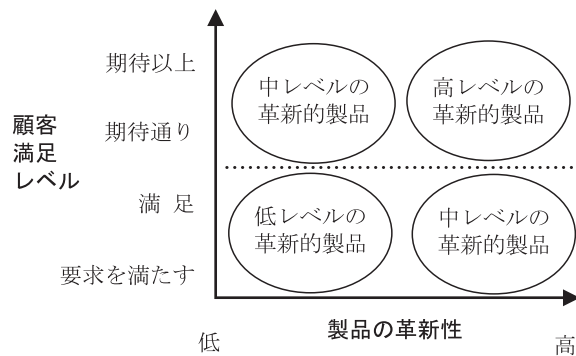 期待以上
期待通り
満 足
要求を満たす
顧客
満足
レベル
中レベルの
革新的製品
高レベルの
革新的製品
低レベルの
革新的製品
中レベルの
革新的製品
低
製品の革新性
高